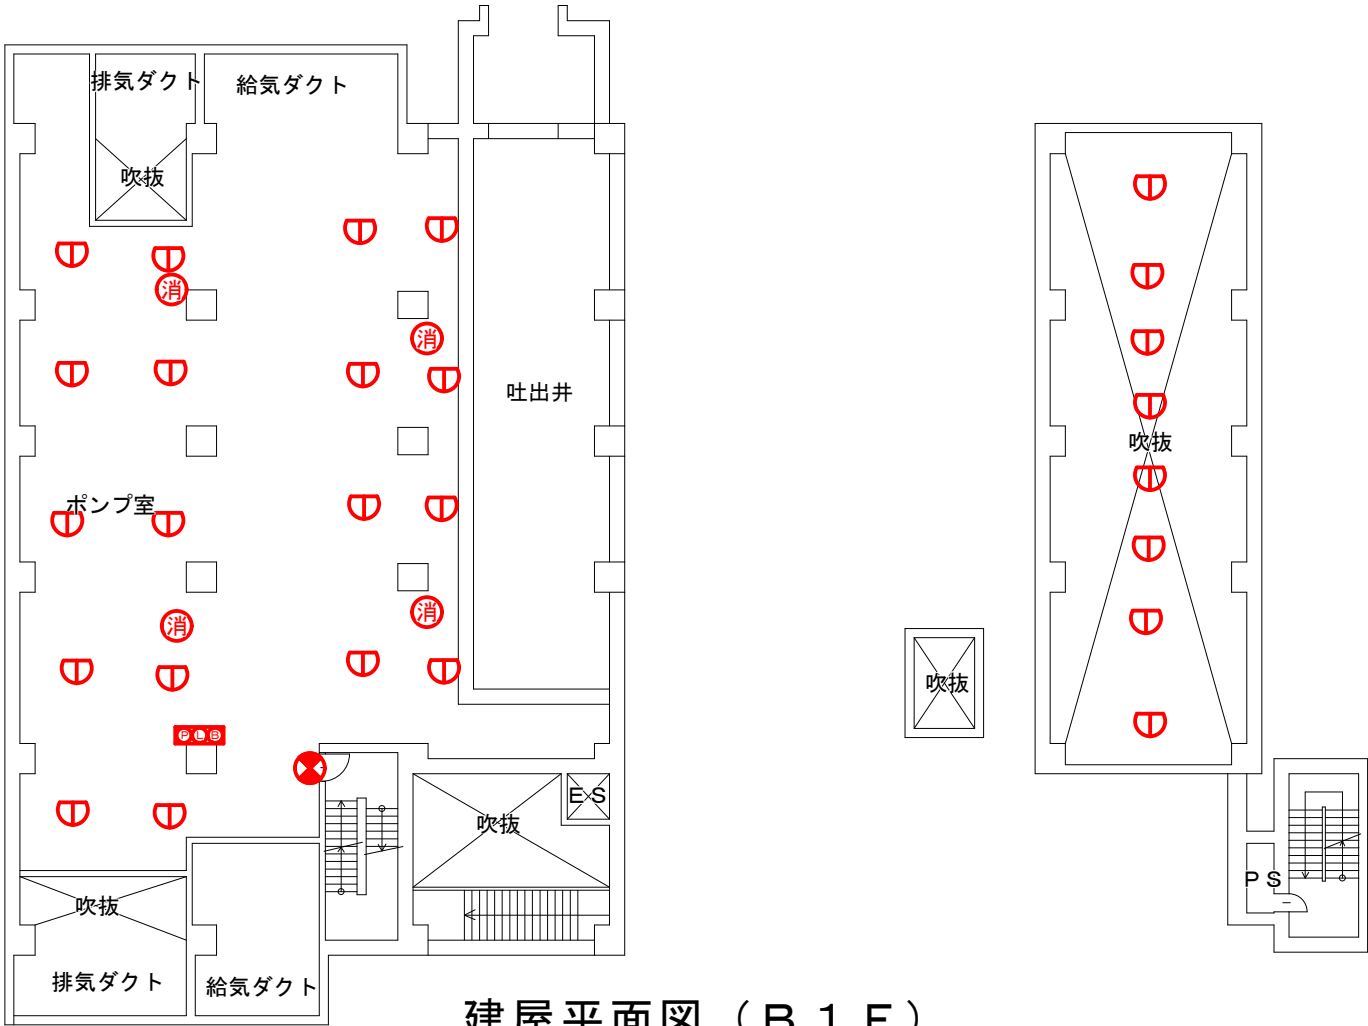 排気ダクト
給気ダクト
吹抜
消
消
吐出井
吹抜
ポンプ室
消
消
吹抜
P L B
ES
吹抜
PS
吹抜
排気ダクト
給気ダクト
建屋平面図（B1F）